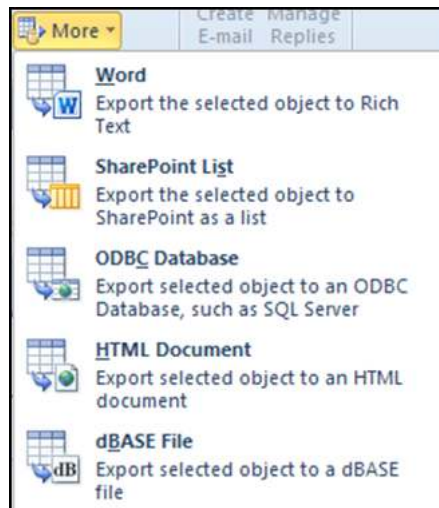 More
Create Manage
E-mail Replies
Word
Export the selected object to Rich
Text
SharePoint List
Export the selected object to
SharePoint as a list
ODBC Database
Export selected object to an ODBC
Database, such as SQL Server
HTML Document
Export selected object to an HTML
document
dBASE File
Export selected object to a dBASE
file
W
dB